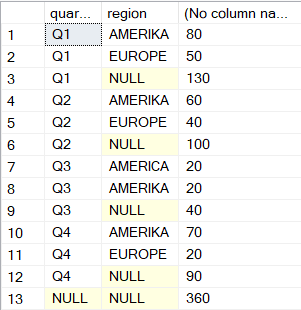 quar... region (No column na...
1 Q1 AMERIKA 80
2 Q1 EUROPE 50
3 Q1 NULL 130
4 Q2 AMERIKA 60
5 Q2 EUROPE 40
6 Q2 NULL 100
7 Q3 AMERICA 20
8 Q3 AMERIKA 20
9 Q3 NULL 40
10 Q4 AMERIKA 70
11 Q4 EUROPE 20
12 Q4 NULL 90
13 NULL NULL 360